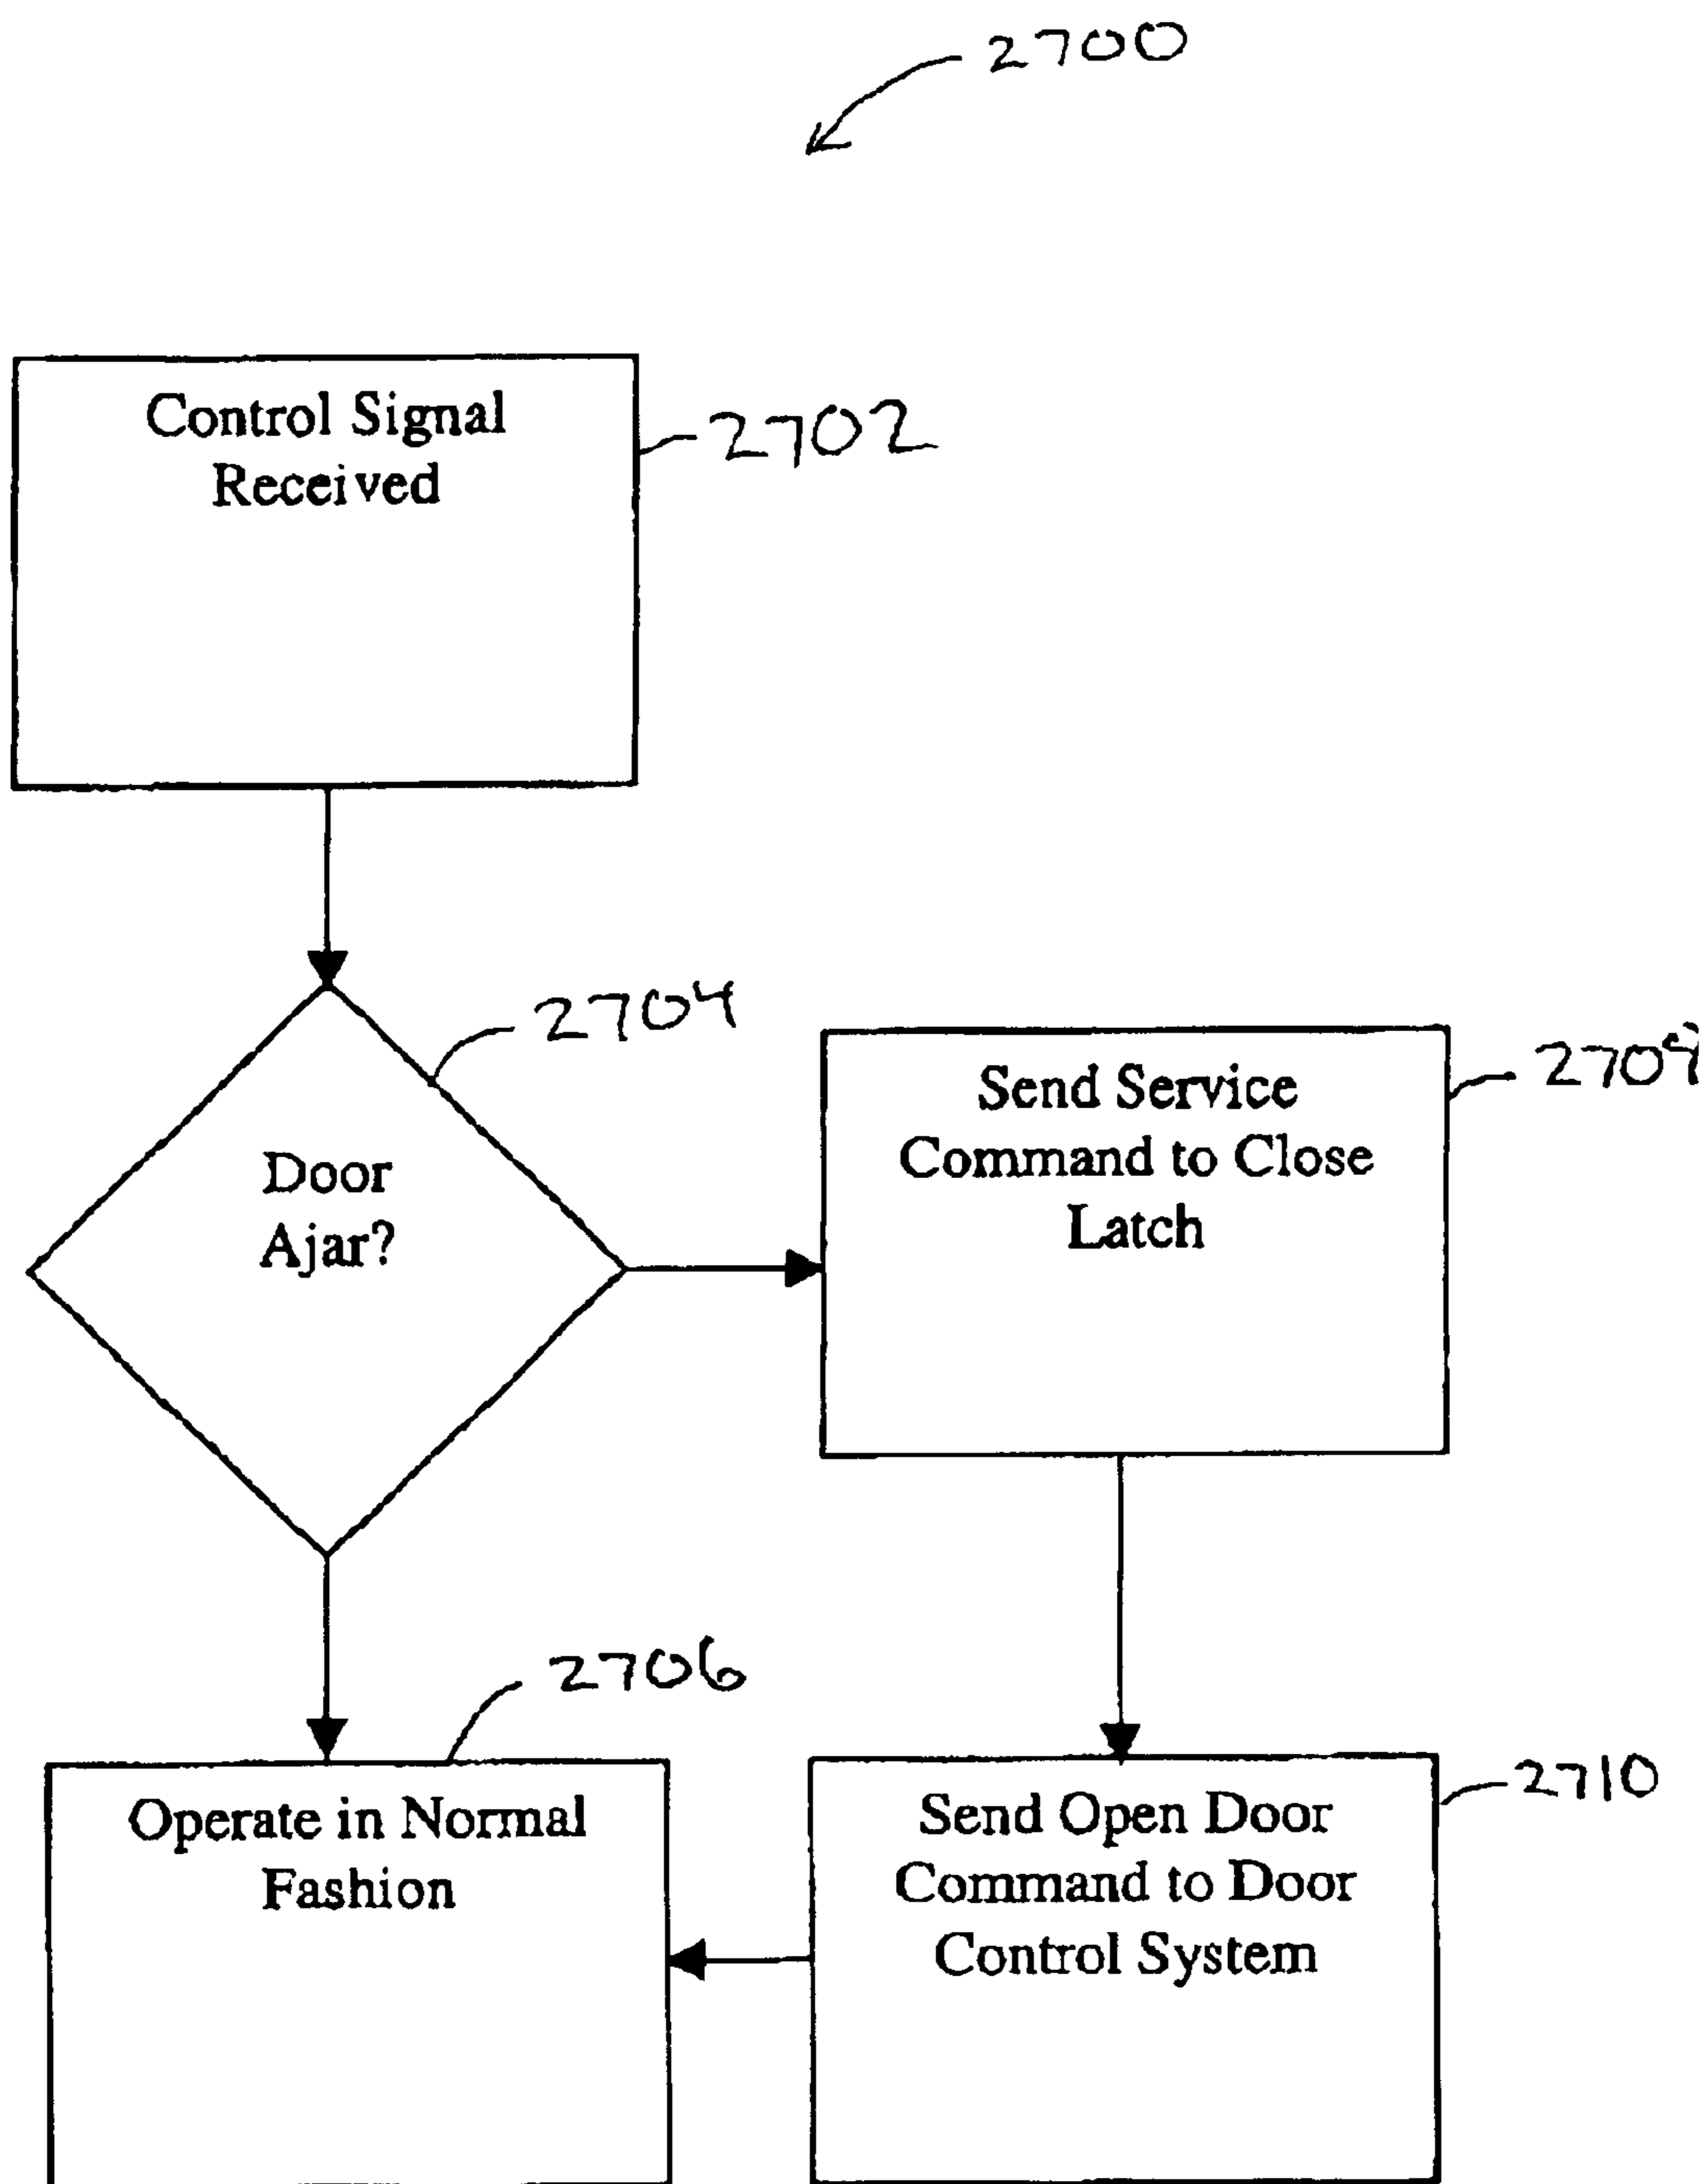 2700
Control Signal
Received
2702
2704
Door
Ajar?
Send Service
Command to Close
Latch
2706
Operate in Normal
Fashion
Send Open Door
Command to Door
Control System
2710